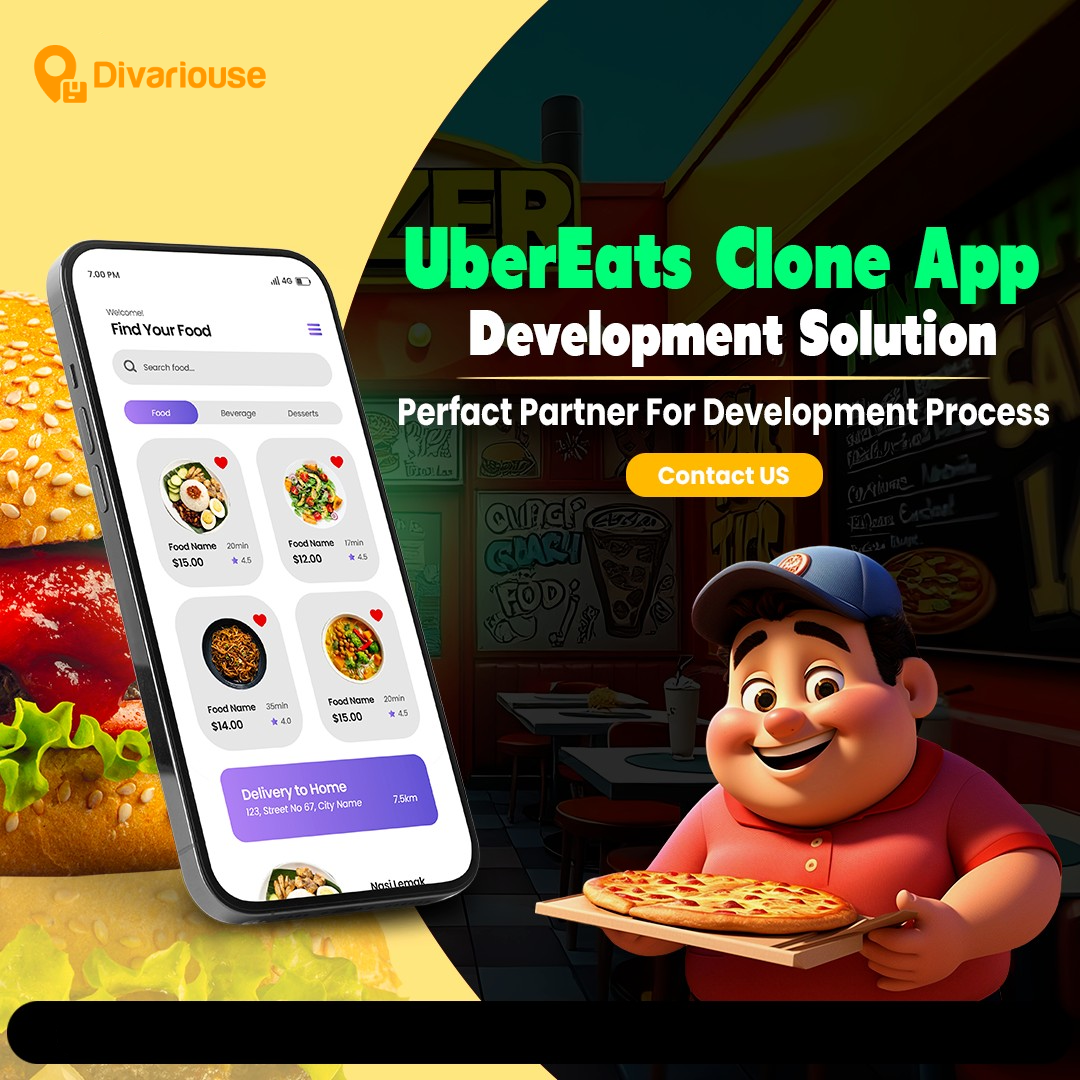 Divariouse
ZER
UberEats Clone App
Development Solution
Perfact Partner For Development Process
Contact US
7.00 PM
4G
Welcome!
Find Your Food
Search food...
Food Beverage Desserts
Food Name 20min
$15.00 4.5
Food Name 17min
$12.00 4.5
Food Name 35min
$14.00 4.0
Food Name 20min
$15.00 4.5
Delivery to Home
123, Street No 67, City Name 7.5km
Nasi Lemak
FOD